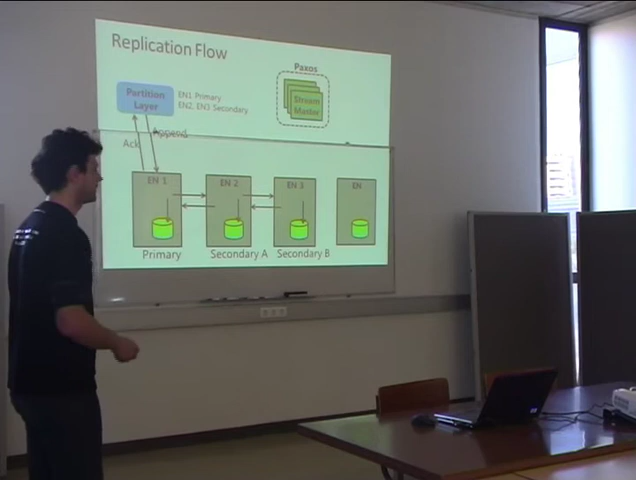 Replication Flow
Paxos
Partition
Layer
EN1 Primary
EN2, EN3 Secondary
Stream
Master
Append
Ack
EN 1
EN 2
EN 3
EN
Primary
Secondary A
Secondary B